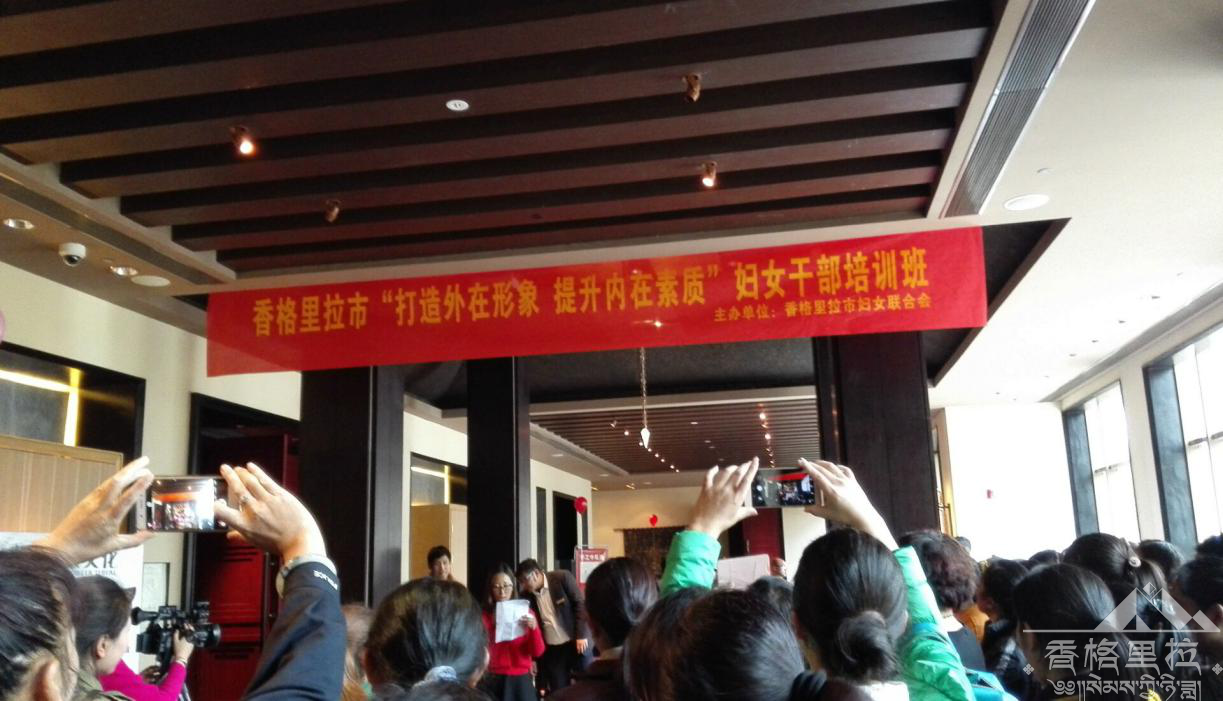 香格里拉市“打造外在形象 提升内在素质”妇女干部培训班
主办单位：香格里拉市妇女联合会
香格里拉